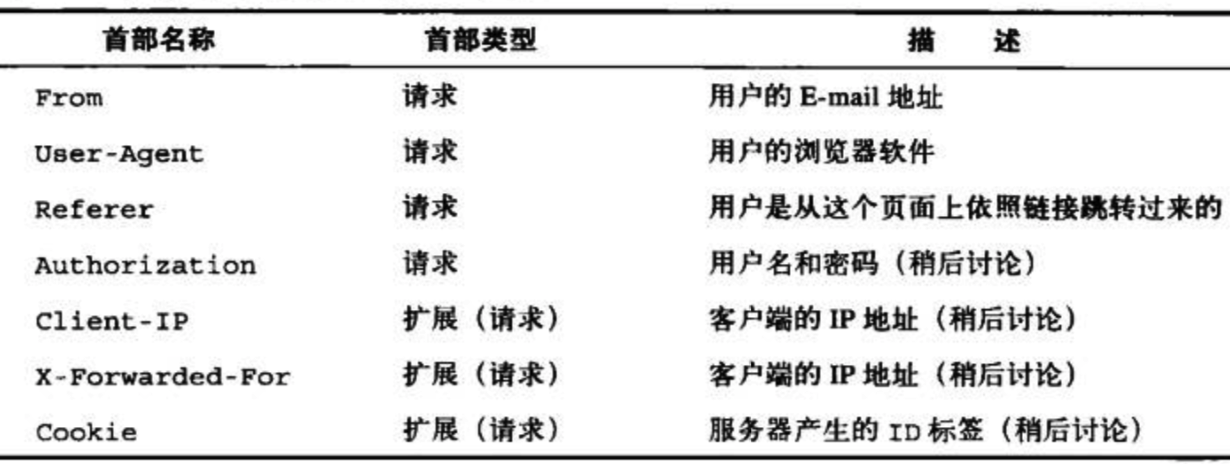 首部名称 首部类型 描 述
From 请求 用户的 E-mail 地址
User-Agent 请求 用户的浏览器软件
Referer 请求 用户是从这个页面上依照链接跳转过来的
Authorization 请求 用户名和密码（稍后讨论）
Client-IP 扩展（请求） 客户端的 IP 地址（稍后讨论）
X-Forwarded-For 扩展（请求） 客户端的 IP 地址（稍后讨论）
Cookie 扩展（请求） 服务器产生的 ID 标签（稍后讨论）